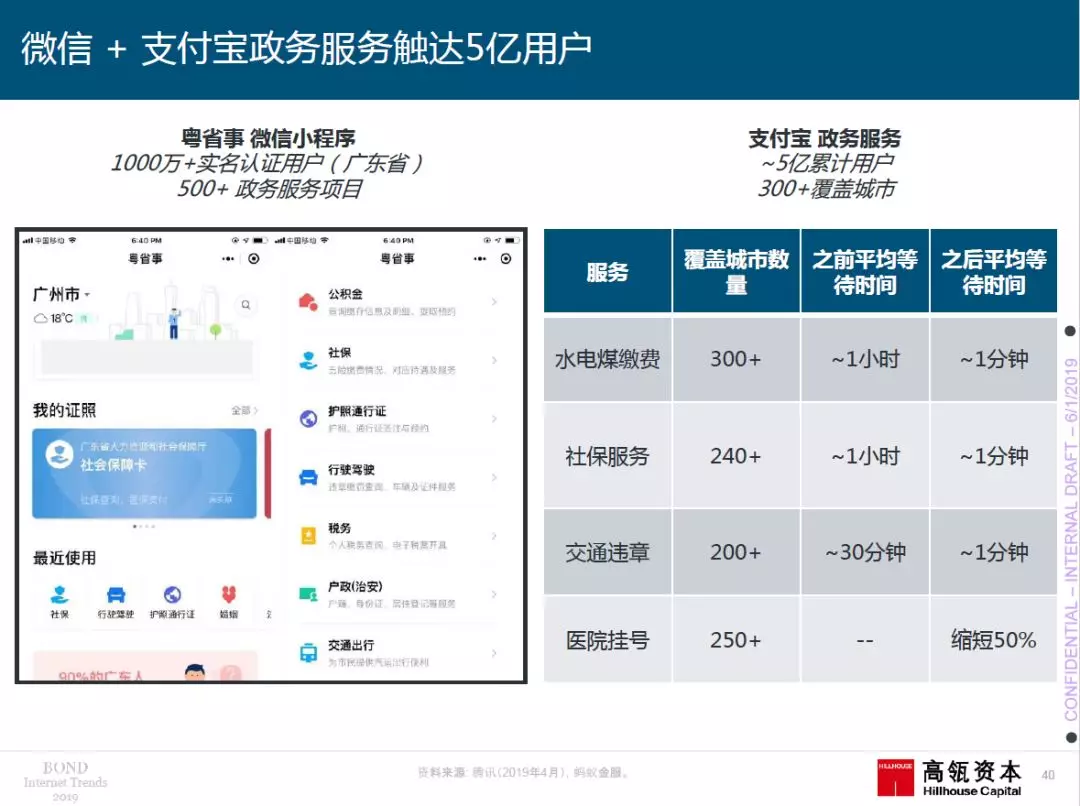 微信 + 支付宝政务服务触达5亿用户
粤省事 微信小程序
1000万+实名认证用户（广东省）
500+ 政务服务项目
支付宝 政务服务
~5亿累计用户
300+覆盖城市
中国移动
6:40 PM
粤省事
广州市
18℃
我的证照
全部
广东省人力资源和社会保障厅
社会保障卡
社保查询、医保支付
最近使用
社保
行驶驾驶
护照通行证
婚姻
90%的广东人
中国移动
6:40 PM
粤省事
公积金
查询缴存信息及明细、提取预约
社保
五险缴费情况、对应待遇及服务
护照通行证
护照、通行证签注与预约
行驶驾驶
违章缴罚查询、车辆及证件服务
税务
个人税务查询、电子税票开具
户政(治安)
户籍、身份证、居住登记等服务
交通出行
为市民提供汽运出行便利
服务
覆盖城市数
量
之前平均等
待时间
之后平均等
待时间
水电煤缴费
300+
~1小时
~1分钟
社保服务
240+
~1小时
~1分钟
交通违章
200+
~30分钟
~1分钟
医院挂号
250+
--
缩短50%
CONFIDENTIAL – INTERNAL DRAFT – 6/1/2019
BOND
Internet Trends
2019
资料来源: 腾讯(2019年4月), 蚂蚁金服。
HILLHOUSE
高瓴资本
Hillhouse Capital
40